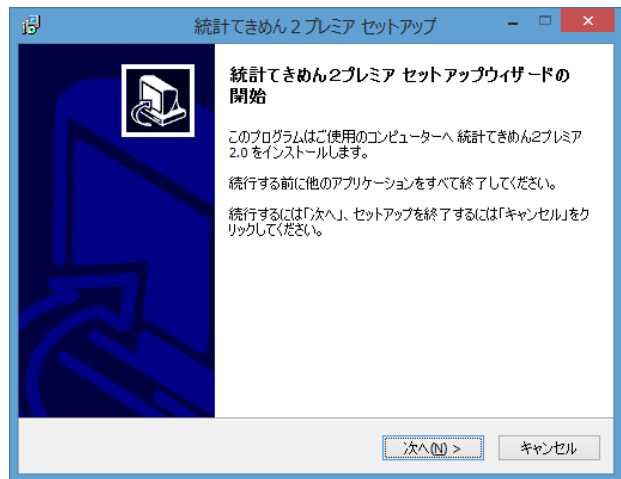 統計てきめん２プレミア セットアップ
統計てきめん2プレミア セットアップウィザードの
開始
このプログラムはご使用のコンピューターへ 統計てきめん2プレミア
2.0 をインストールします。
続行する前に他のアプリケーションをすべて終了してください。
続行するには「次へ」、セットアップを終了するには「キャンセル」をク
リックしてください。
次へ(N) >
キャンセル